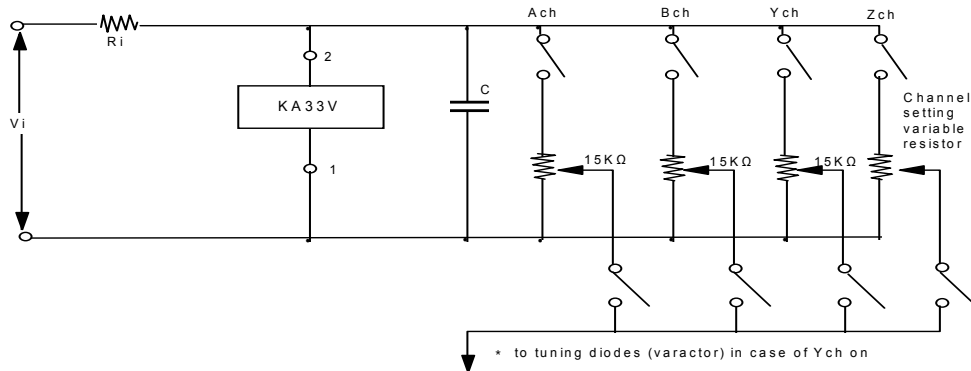 Ach
Bch
Ych
Zch
Ri
2
KA33V
C
Vi
1
Channel
setting
variable
resistor
15KΩ
15KΩ
15KΩ
* to tuning diodes (varactor) in case of Ych on